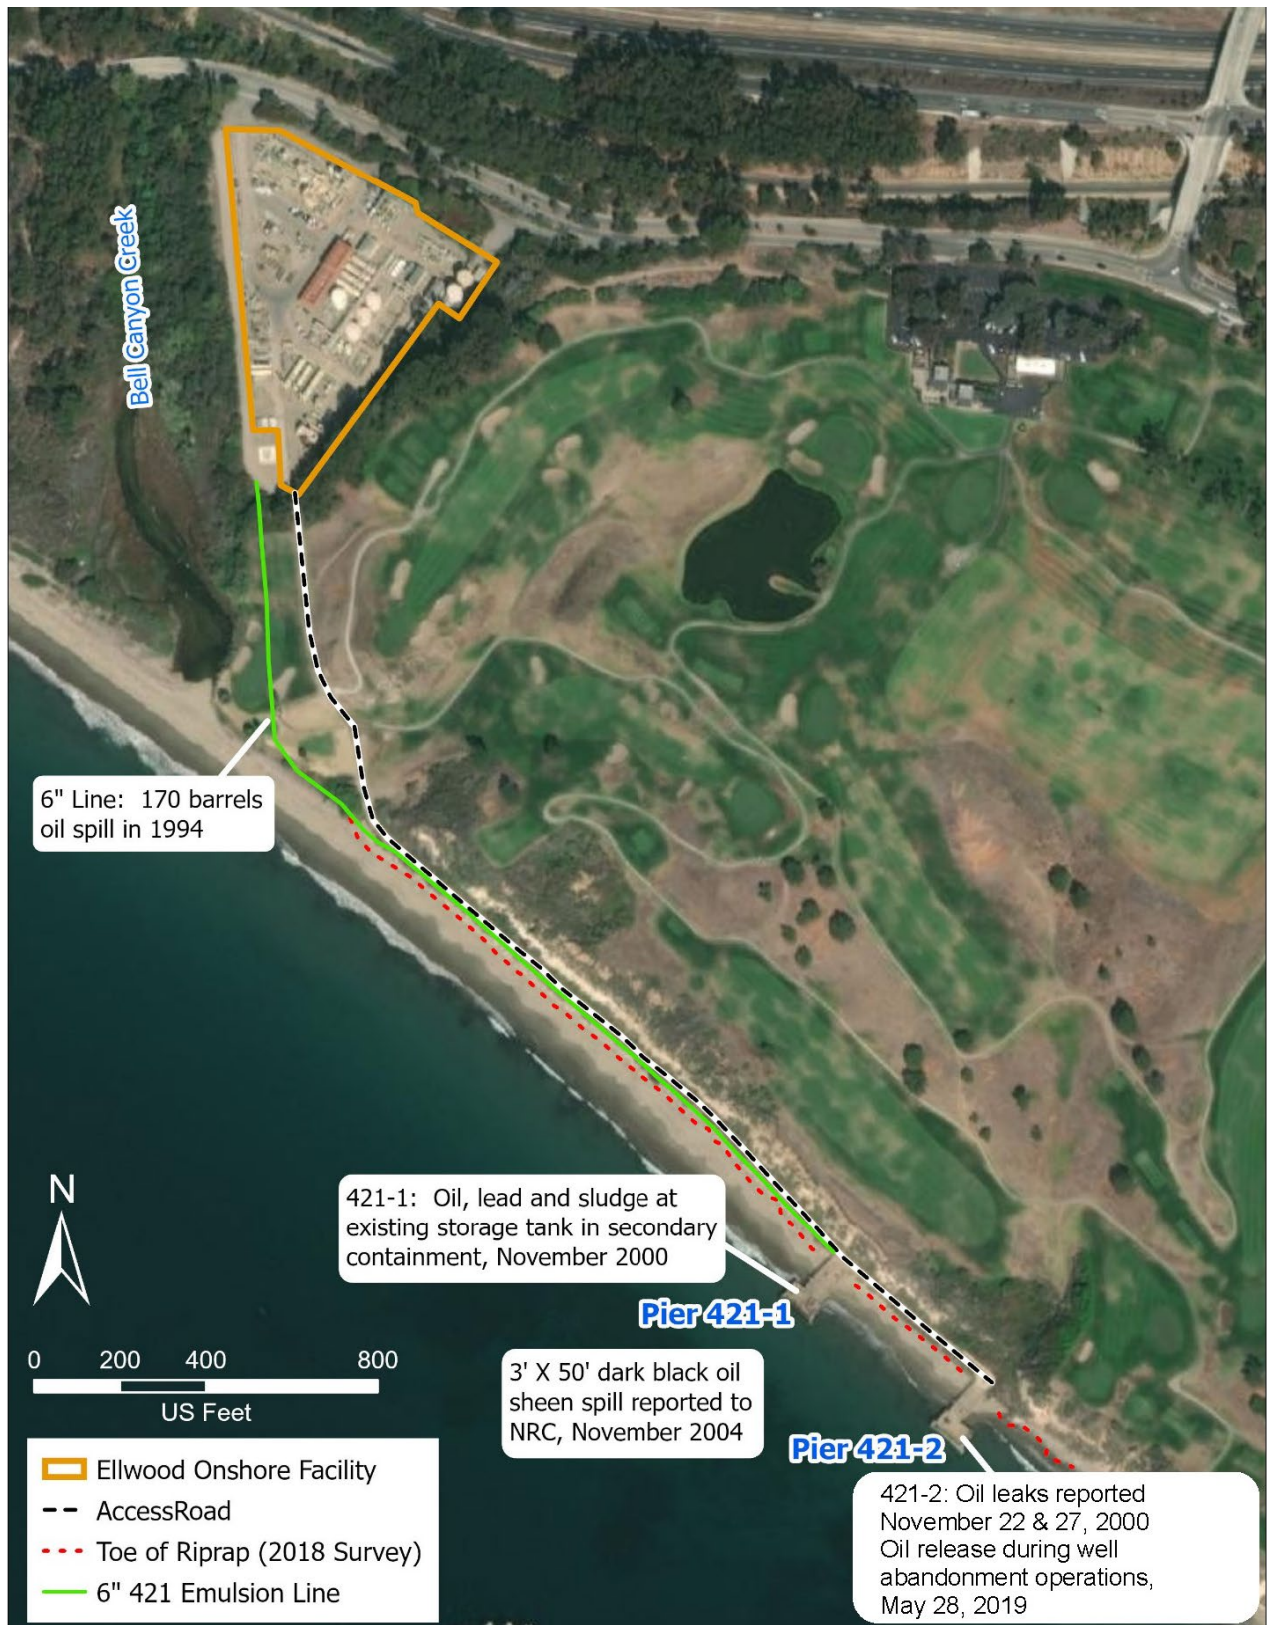 Bell Canyon Creek
6" Line:  170 barrels
oil spill in 1994
421-1:  Oil, lead and sludge at
existing storage tank in secondary
containment, November 2000
Pier 421-1
3' X 50' dark black oil
sheen spill reported to
NRC, November 2004
Pier 421-2
421-2: Oil leaks reported
November 22 & 27, 2000
Oil release during well
abandonment operations,
May 28, 2019
N
0 200 400 800
US Feet
Ellwood Onshore Facility
AccessRoad
Toe of Riprap (2018 Survey)
6" 421 Emulsion Line